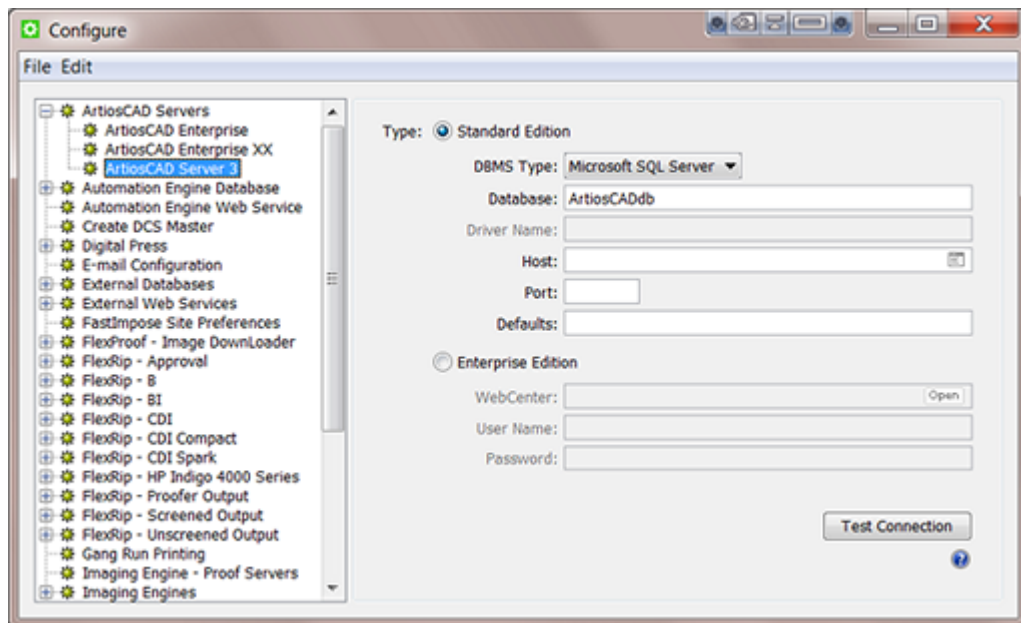 Configure
File Edit
ArtiosCAD Servers
ArtiosCAD Enterprise
ArtiosCAD Enterprise XX
ArtiosCAD Server 3
Automation Engine Database
Automation Engine Web Service
Create DCS Master
Digital Press
E-mail Configuration
External Databases
External Web Services
FastImpose Site Preferences
FlexProof - Image DownLoader
FlexRip - Approval
FlexRip - B
FlexRip - BI
FlexRip - CDI
FlexRip - CDI Compact
FlexRip - CDI Spark
FlexRip - HP Indigo 4000 Series
FlexRip - Proofer Output
FlexRip - Screened Output
FlexRip - Unscreened Output
Gang Run Printing
Imaging Engine - Proof Servers
Imaging Engines
Type: Standard Edition
DBMS Type: Microsoft SQL Server
Database: ArtiosCADdb
Driver Name:
Host:
Port:
Defaults:
Enterprise Edition
WebCenter: Open
User Name:
Password:
Test Connection